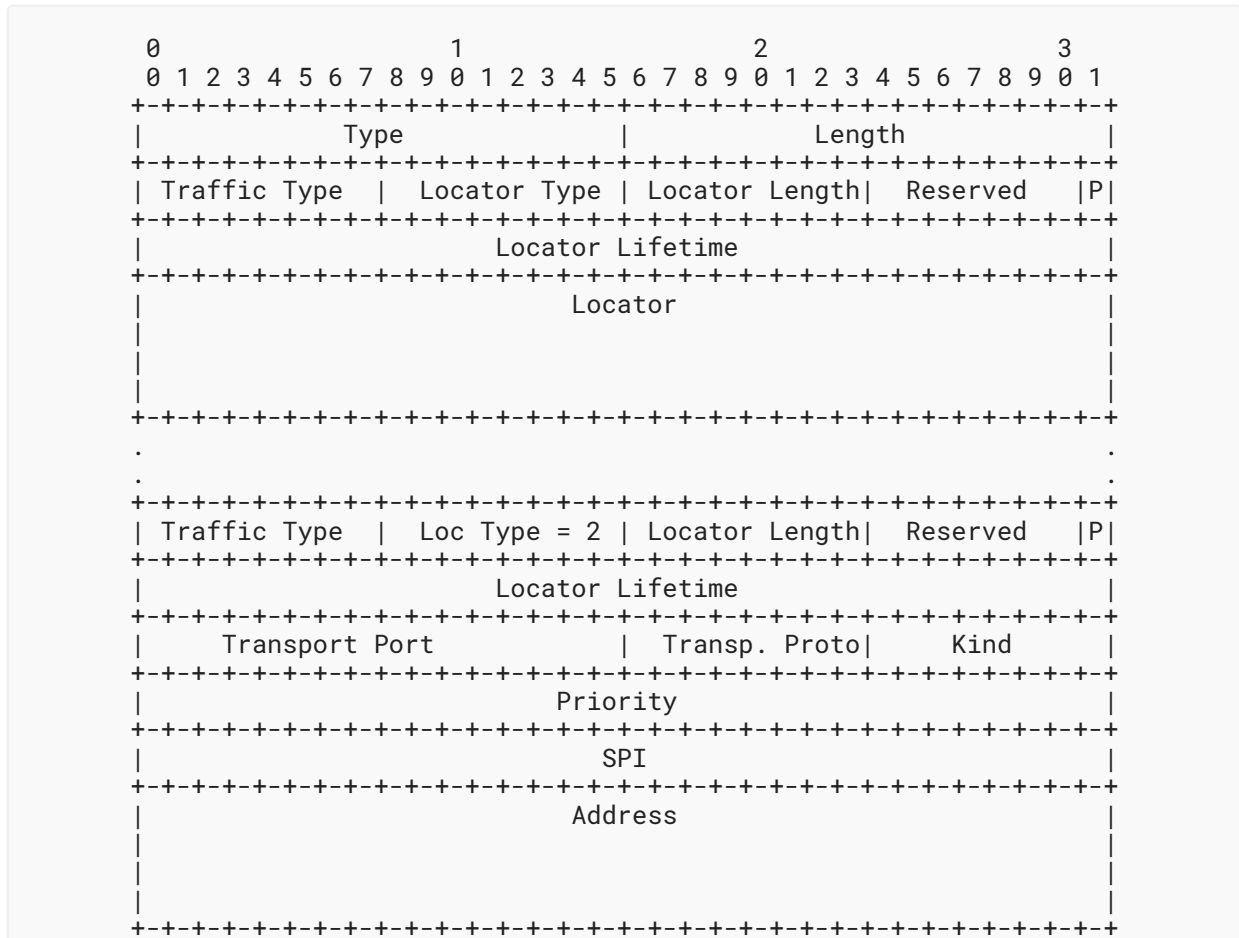 0                   1                   2                   3
0 1 2 3 4 5 6 7 8 9 0 1 2 3 4 5 6 7 8 9 0 1 2 3 4 5 6 7 8 9 0 1
+-+-+-+-+-+-+-+-+-+-+-+-+-+-+-+-+-+-+-+-+-+-+-+-+-+-+-+-+-+-+-+-+
|             Type              |            Length             |
+-+-+-+-+-+-+-+-+-+-+-+-+-+-+-+-+-+-+-+-+-+-+-+-+-+-+-+-+-+-+-+-+
| Traffic Type  |  Locator Type | Locator Length|  Reserved   |P|
+-+-+-+-+-+-+-+-+-+-+-+-+-+-+-+-+-+-+-+-+-+-+-+-+-+-+-+-+-+-+-+-+
|                       Locator Lifetime                        |
+-+-+-+-+-+-+-+-+-+-+-+-+-+-+-+-+-+-+-+-+-+-+-+-+-+-+-+-+-+-+-+-+
|                            Locator                            |
|                                                               |
|                                                               |
|                                                               |
+-+-+-+-+-+-+-+-+-+-+-+-+-+-+-+-+-+-+-+-+-+-+-+-+-+-+-+-+-+-+-+-+
.                                                               .
.                                                               .
+-+-+-+-+-+-+-+-+-+-+-+-+-+-+-+-+-+-+-+-+-+-+-+-+-+-+-+-+-+-+-+-+
| Traffic Type  |  Loc Type = 2 | Locator Length|  Reserved   |P|
+-+-+-+-+-+-+-+-+-+-+-+-+-+-+-+-+-+-+-+-+-+-+-+-+-+-+-+-+-+-+-+-+
|                       Locator Lifetime                        |
+-+-+-+-+-+-+-+-+-+-+-+-+-+-+-+-+-+-+-+-+-+-+-+-+-+-+-+-+-+-+-+-+
|     Transport Port            |  Transp. Proto|     Kind      |
+-+-+-+-+-+-+-+-+-+-+-+-+-+-+-+-+-+-+-+-+-+-+-+-+-+-+-+-+-+-+-+-+
|                           Priority                            |
+-+-+-+-+-+-+-+-+-+-+-+-+-+-+-+-+-+-+-+-+-+-+-+-+-+-+-+-+-+-+-+-+
|                              SPI                              |
+-+-+-+-+-+-+-+-+-+-+-+-+-+-+-+-+-+-+-+-+-+-+-+-+-+-+-+-+-+-+-+-+
|                            Address                            |
|                                                               |
|                                                               |
|                                                               |
+-+-+-+-+-+-+-+-+-+-+-+-+-+-+-+-+-+-+-+-+-+-+-+-+-+-+-+-+-+-+-+-+